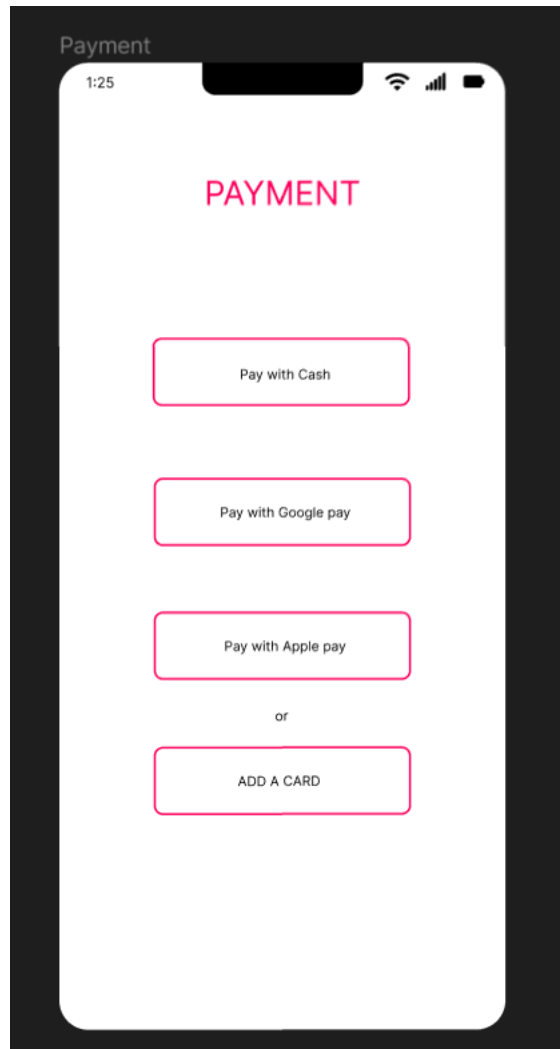 Payment
1:25
PAYMENT
Pay with Cash
Pay with Google pay
Pay with Apple pay
or
ADD A CARD